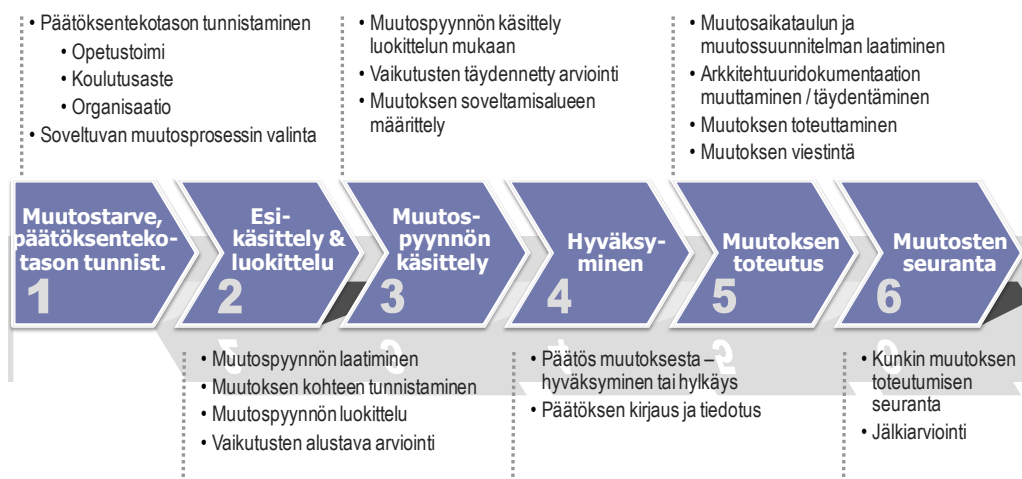 • Päätöksentekotason tunnistaminen
• Opetustoimi
• Koulutusaste
• Organisaatio
• Soveltuvan muutosprosessin valinta
• Muutospyynnön käsittely
luokittelun mukaan
• Vaikutusten täydennetty arviointi
• Muutoksen soveltamisalueen
määrittely
• Muutosaikataulun ja
muutossuunnitelman laatiminen
• Arkkitehtuuridokumentaation
muuttaminen / täydentäminen
• Muutoksen toteuttaminen
• Muutoksen viestintä
Muutostarve,
päätöksenteko-
tason tunnist.
1
Esi-
käsittely &
luokittelu
2
Muutos-
pyynnön
käsittely
3
Hyväksy-
minen
4
Muutoksen
toteutus
5
Muutosten
seuranta
6
• Muutospyynnön laatiminen
• Muutoksen kohteen tunnistaminen
• Muutospyynnön luokittelu
• Vaikutusten alustava arviointi
• Päätös muutoksesta –
hyväksyminen tai hylkäys
• Päätöksen kirjaus ja tiedotus
• Kunkin muutoksen
toteutumisen
seuranta
• Jälkiarviointi